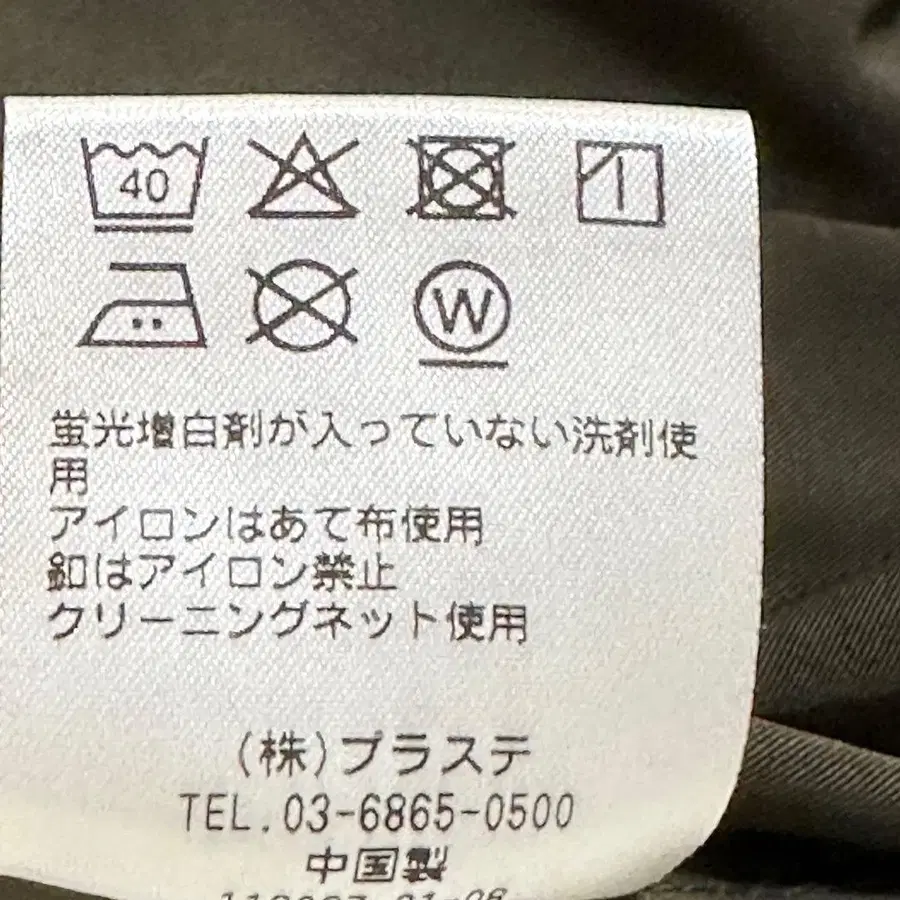 40
W
蛍光増白剤が入っていない洗剤使
用
アイロンはあて布使用
釦はアイロン禁止
クリーニングネット使用
(株)プラステ
TEL.03-6865-0500
中国製